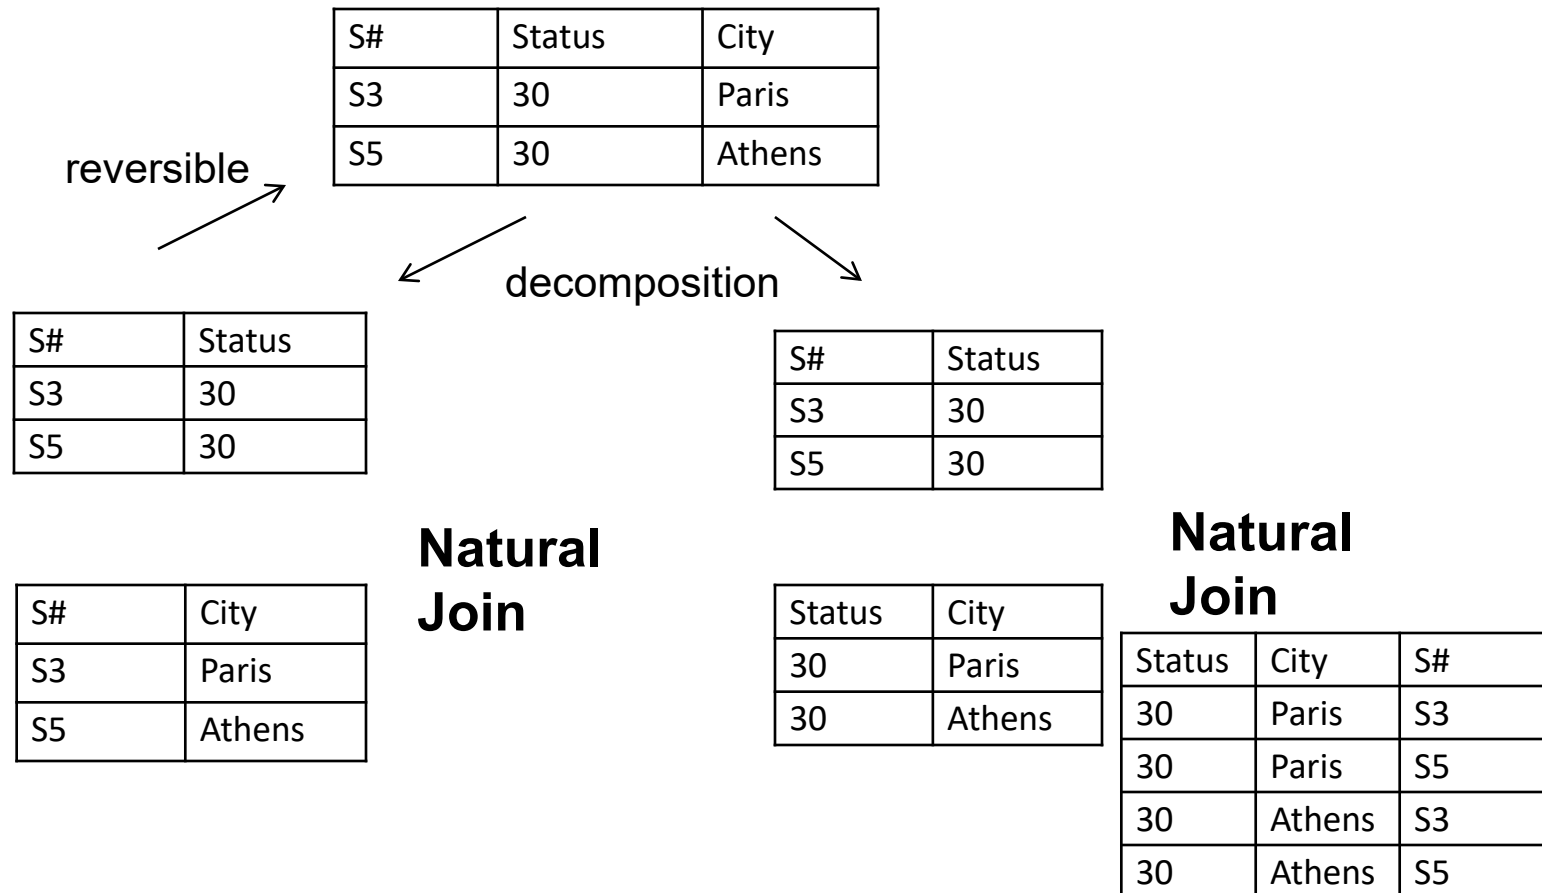 S# Status City
S3 30 Paris
S5 30 Athens
reversible
decomposition
S# Status
S3 30
S5 30
S# Status
S3 30
S5 30
Natural
Join
S# City
S3 Paris
S5 Athens
Status City
30 Paris
30 Athens
Natural
Join
Status City S#
30 Paris S3
30 Paris S5
30 Athens S3
30 Athens S5